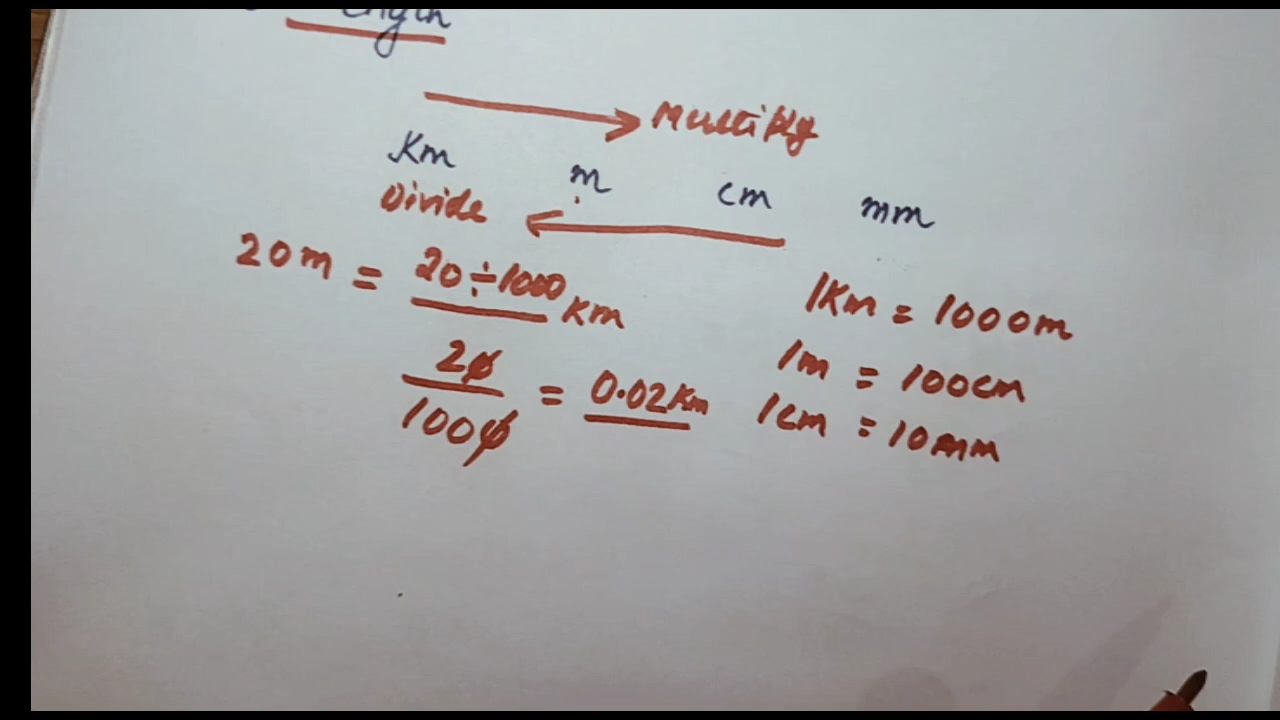 Multiply
Km m cm mm
Divide
20m = 20÷1000 Km
1Km = 1000m
20/1000 = 0.02Km
1m = 100cm
1cm = 10mm